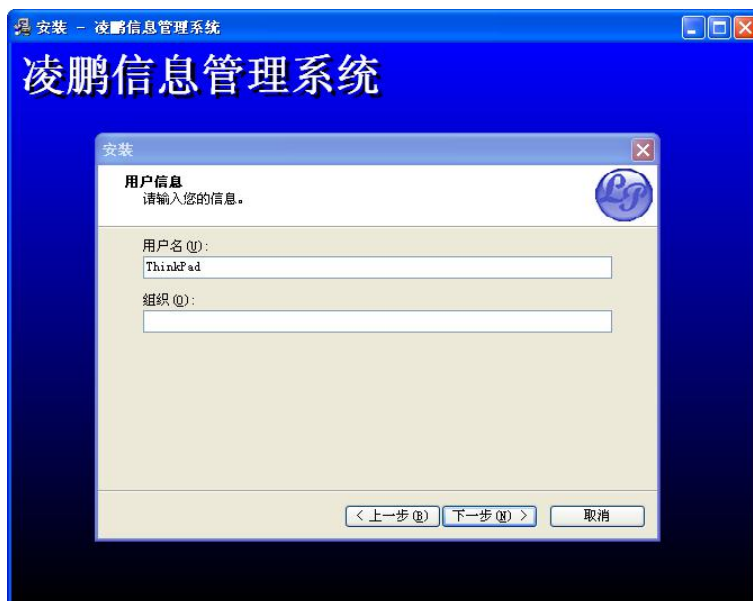 安装 - 凌鹏信息管理系统
凌鹏信息管理系统
安装
用户信息
请输入您的信息。
LP
用户名(U):
ThinkPad
组织(O):
< 上一步(B) 下一步(N) > 取消